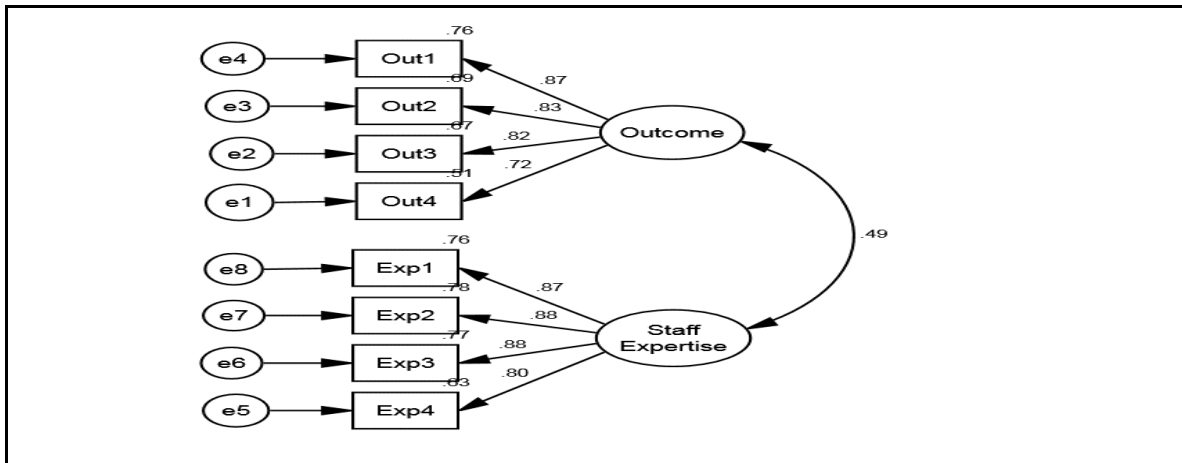 .76
e4
Out1
.87
.69
e3
Out2
.83
Outcome
.67
e2
Out3
.82
.51
.72
e1
Out4
.49
.76
e8
Exp1
.87
.78
e7
Exp2
.88
Staff
Expertise
.77
e6
Exp3
.88
.63
.80
e5
Exp4